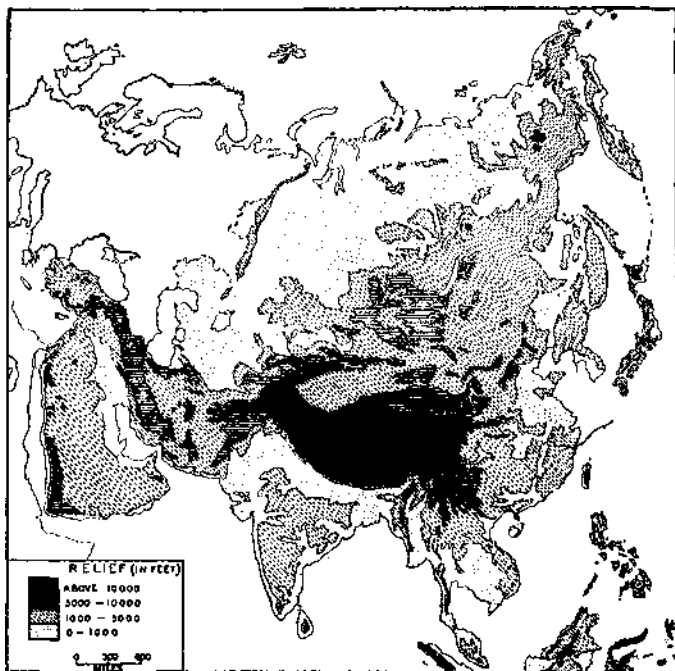 RELIEF (IN FEET)
ABOVE 10000
5000 – 10000
1000 – 5000
0 – 1000
MILES